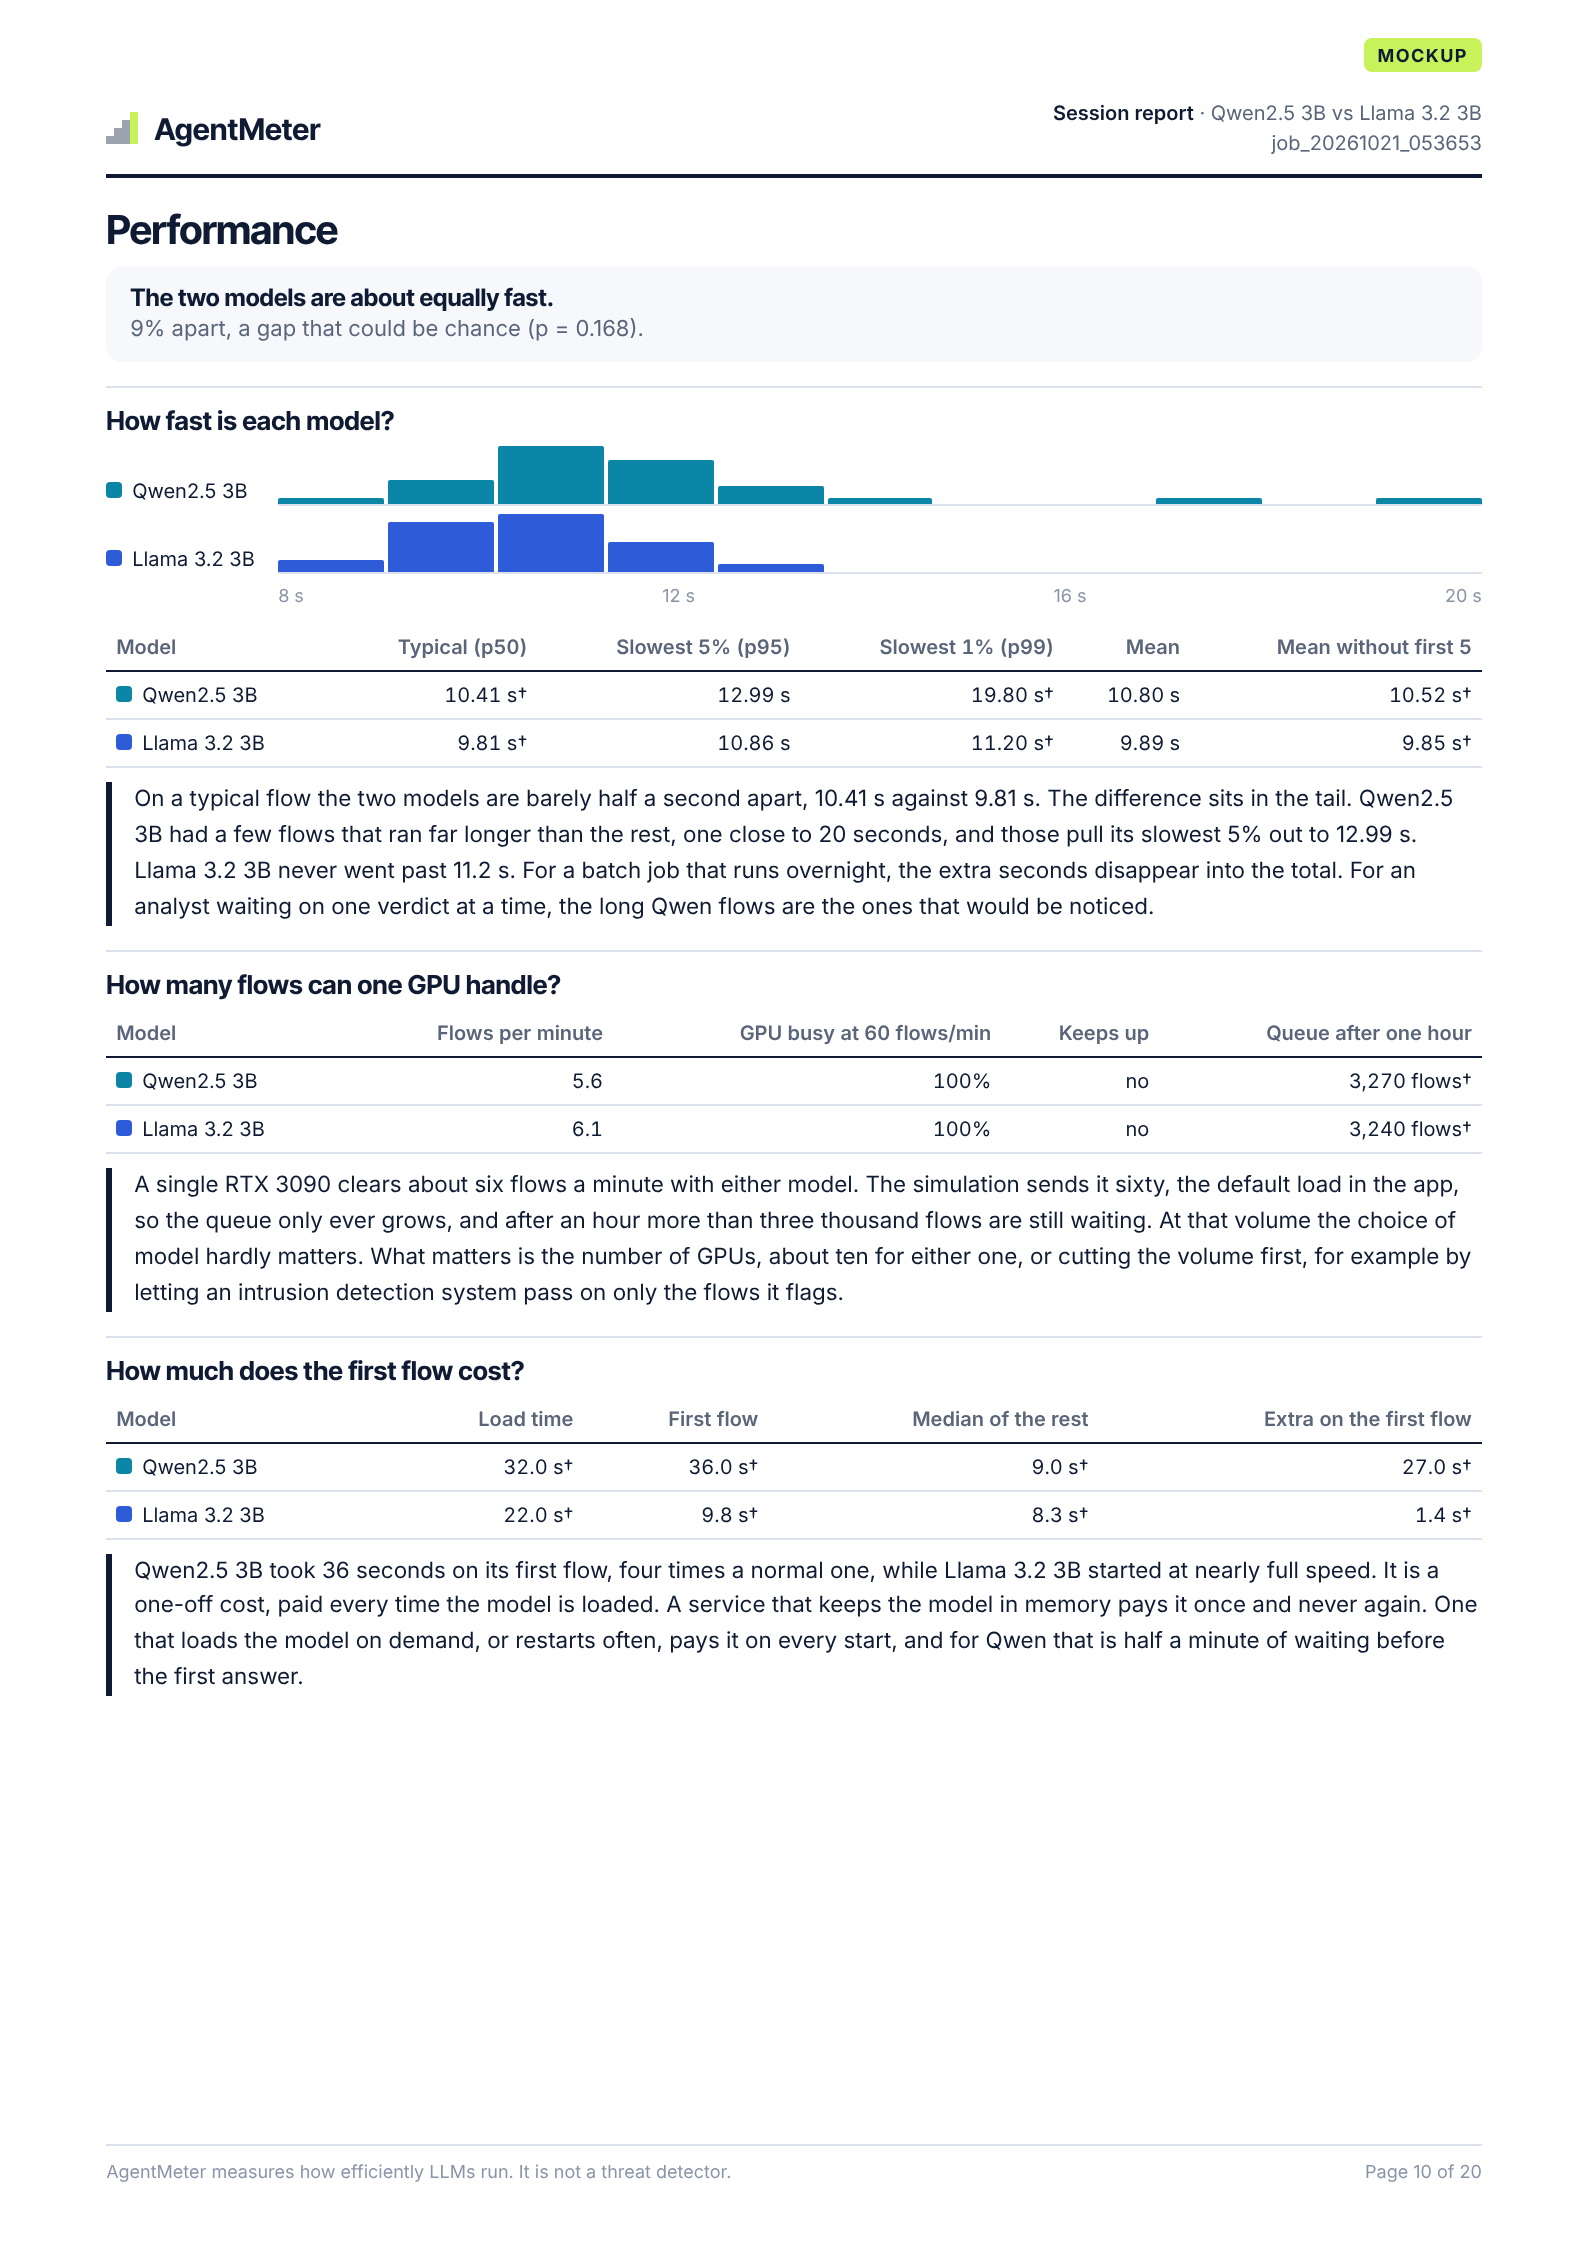 MOCKUP
AgentMeter
Session report · Qwen2.5 3B vs Llama 3.2 3B
job_20261021_053653
Performance
The two models are about equally fast.
9% apart, a gap that could be chance (p = 0.168).
How fast is each model?
Qwen2.5 3B
Llama 3.2 3B
8 s 12 s 16 s 20 s
Model Typical (p50) Slowest 5% (p95) Slowest 1% (p99) Mean Mean without first 5
Qwen2.5 3B 10.41 s† 12.99 s 19.80 s† 10.80 s 10.52 s†
Llama 3.2 3B 9.81 s† 10.86 s 11.20 s† 9.89 s 9.85 s†
On a typical flow the two models are barely half a second apart, 10.41 s against 9.81 s. The difference sits in the tail. Qwen2.5
3B had a few flows that ran far longer than the rest, one close to 20 seconds, and those pull its slowest 5% out to 12.99 s.
Llama 3.2 3B never went past 11.2 s. For a batch job that runs overnight, the extra seconds disappear into the total. For an
analyst waiting on one verdict at a time, the long Qwen flows are the ones that would be noticed.
How many flows can one GPU handle?
Model Flows per minute GPU busy at 60 flows/min Keeps up Queue after one hour
Qwen2.5 3B 5.6 100% no 3,270 flows†
Llama 3.2 3B 6.1 100% no 3,240 flows†
A single RTX 3090 clears about six flows a minute with either model. The simulation sends it sixty, the default load in the app,
so the queue only ever grows, and after an hour more than three thousand flows are still waiting. At that volume the choice of
model hardly matters. What matters is the number of GPUs, about ten for either one, or cutting the volume first, for example by
letting an intrusion detection system pass on only the flows it flags.
How much does the first flow cost?
Model Load time First flow Median of the rest Extra on the first flow
Qwen2.5 3B 32.0 s† 36.0 s† 9.0 s† 27.0 s†
Llama 3.2 3B 22.0 s† 9.8 s† 8.3 s† 1.4 s†
Qwen2.5 3B took 36 seconds on its first flow, four times a normal one, while Llama 3.2 3B started at nearly full speed. It is a
one-off cost, paid every time the model is loaded. A service that keeps the model in memory pays it once and never again. One
that loads the model on demand, or restarts often, pays it on every start, and for Qwen that is half a minute of waiting before
the first answer.
AgentMeter measures how efficiently LLMs run. It is not a threat detector.
Page 10 of 20